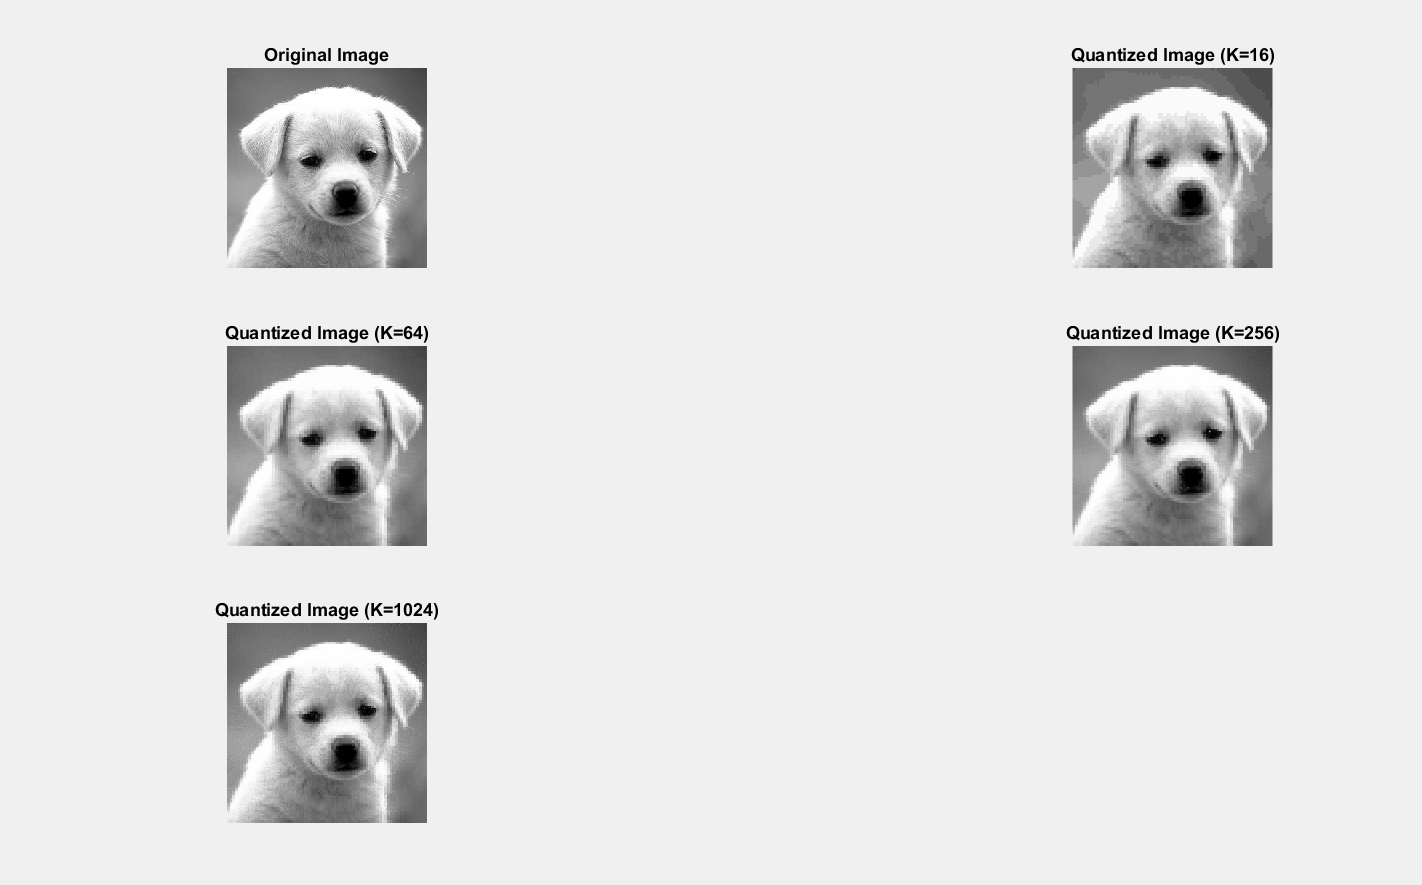 Original Image
Quantized Image (K=16)
Quantized Image (K=64)
Quantized Image (K=256)
Quantized Image (K=1024)